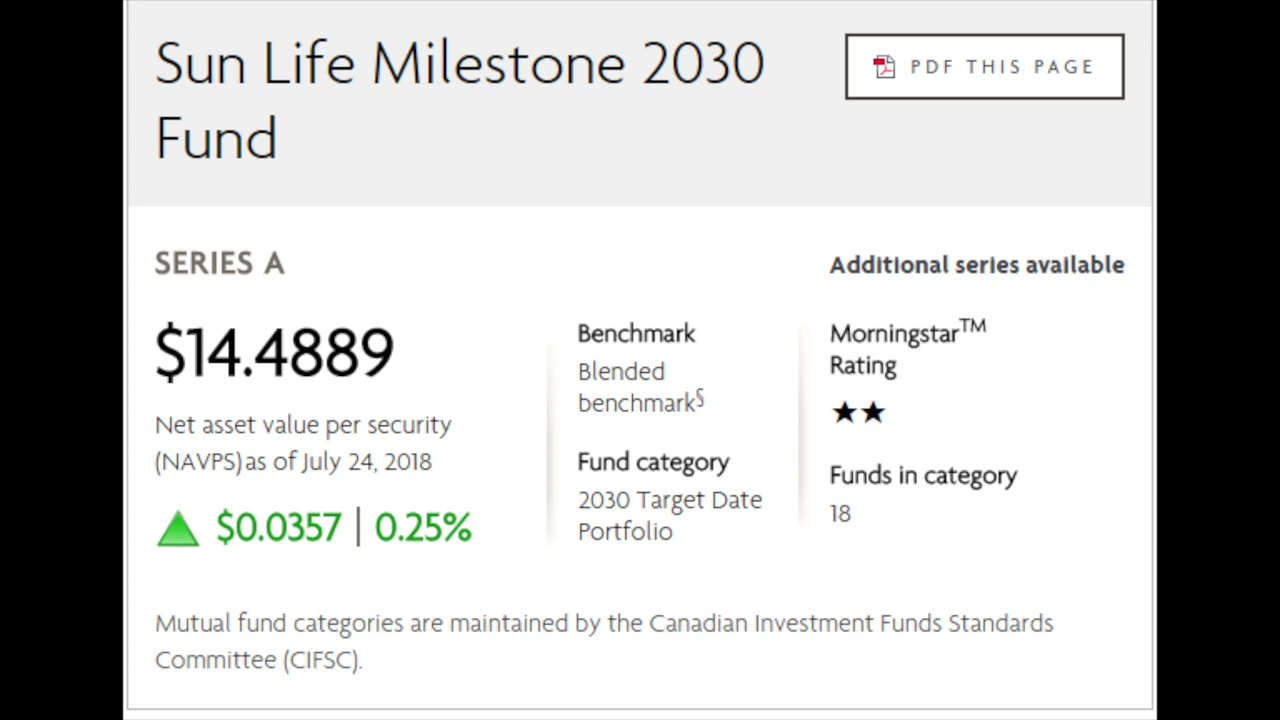 Sun Life Milestone 2030
Fund
PDF THIS PAGE
SERIES A
Additional series available
$14.4889
Net asset value per security
(NAVPS) as of July 24, 2018
$0.0357 | 0.25%
Benchmark
Blended
benchmark§
Fund category
2030 Target Date
Portfolio
Morningstar™
Rating
★★
Funds in category
18
Mutual fund categories are maintained by the Canadian Investment Funds Standards
Committee (CIFSC).